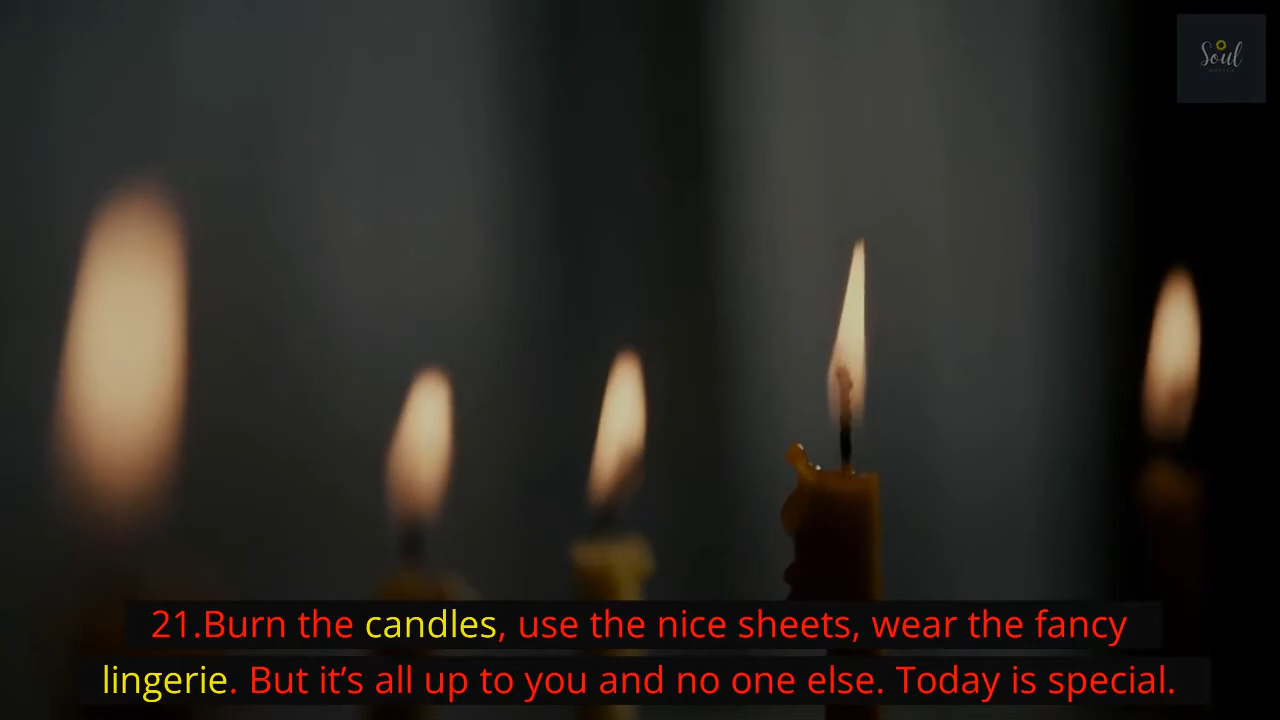 Soul
21.Burn the candles, use the nice sheets, wear the fancy
lingerie. But it’s all up to you and no one else. Today is special.